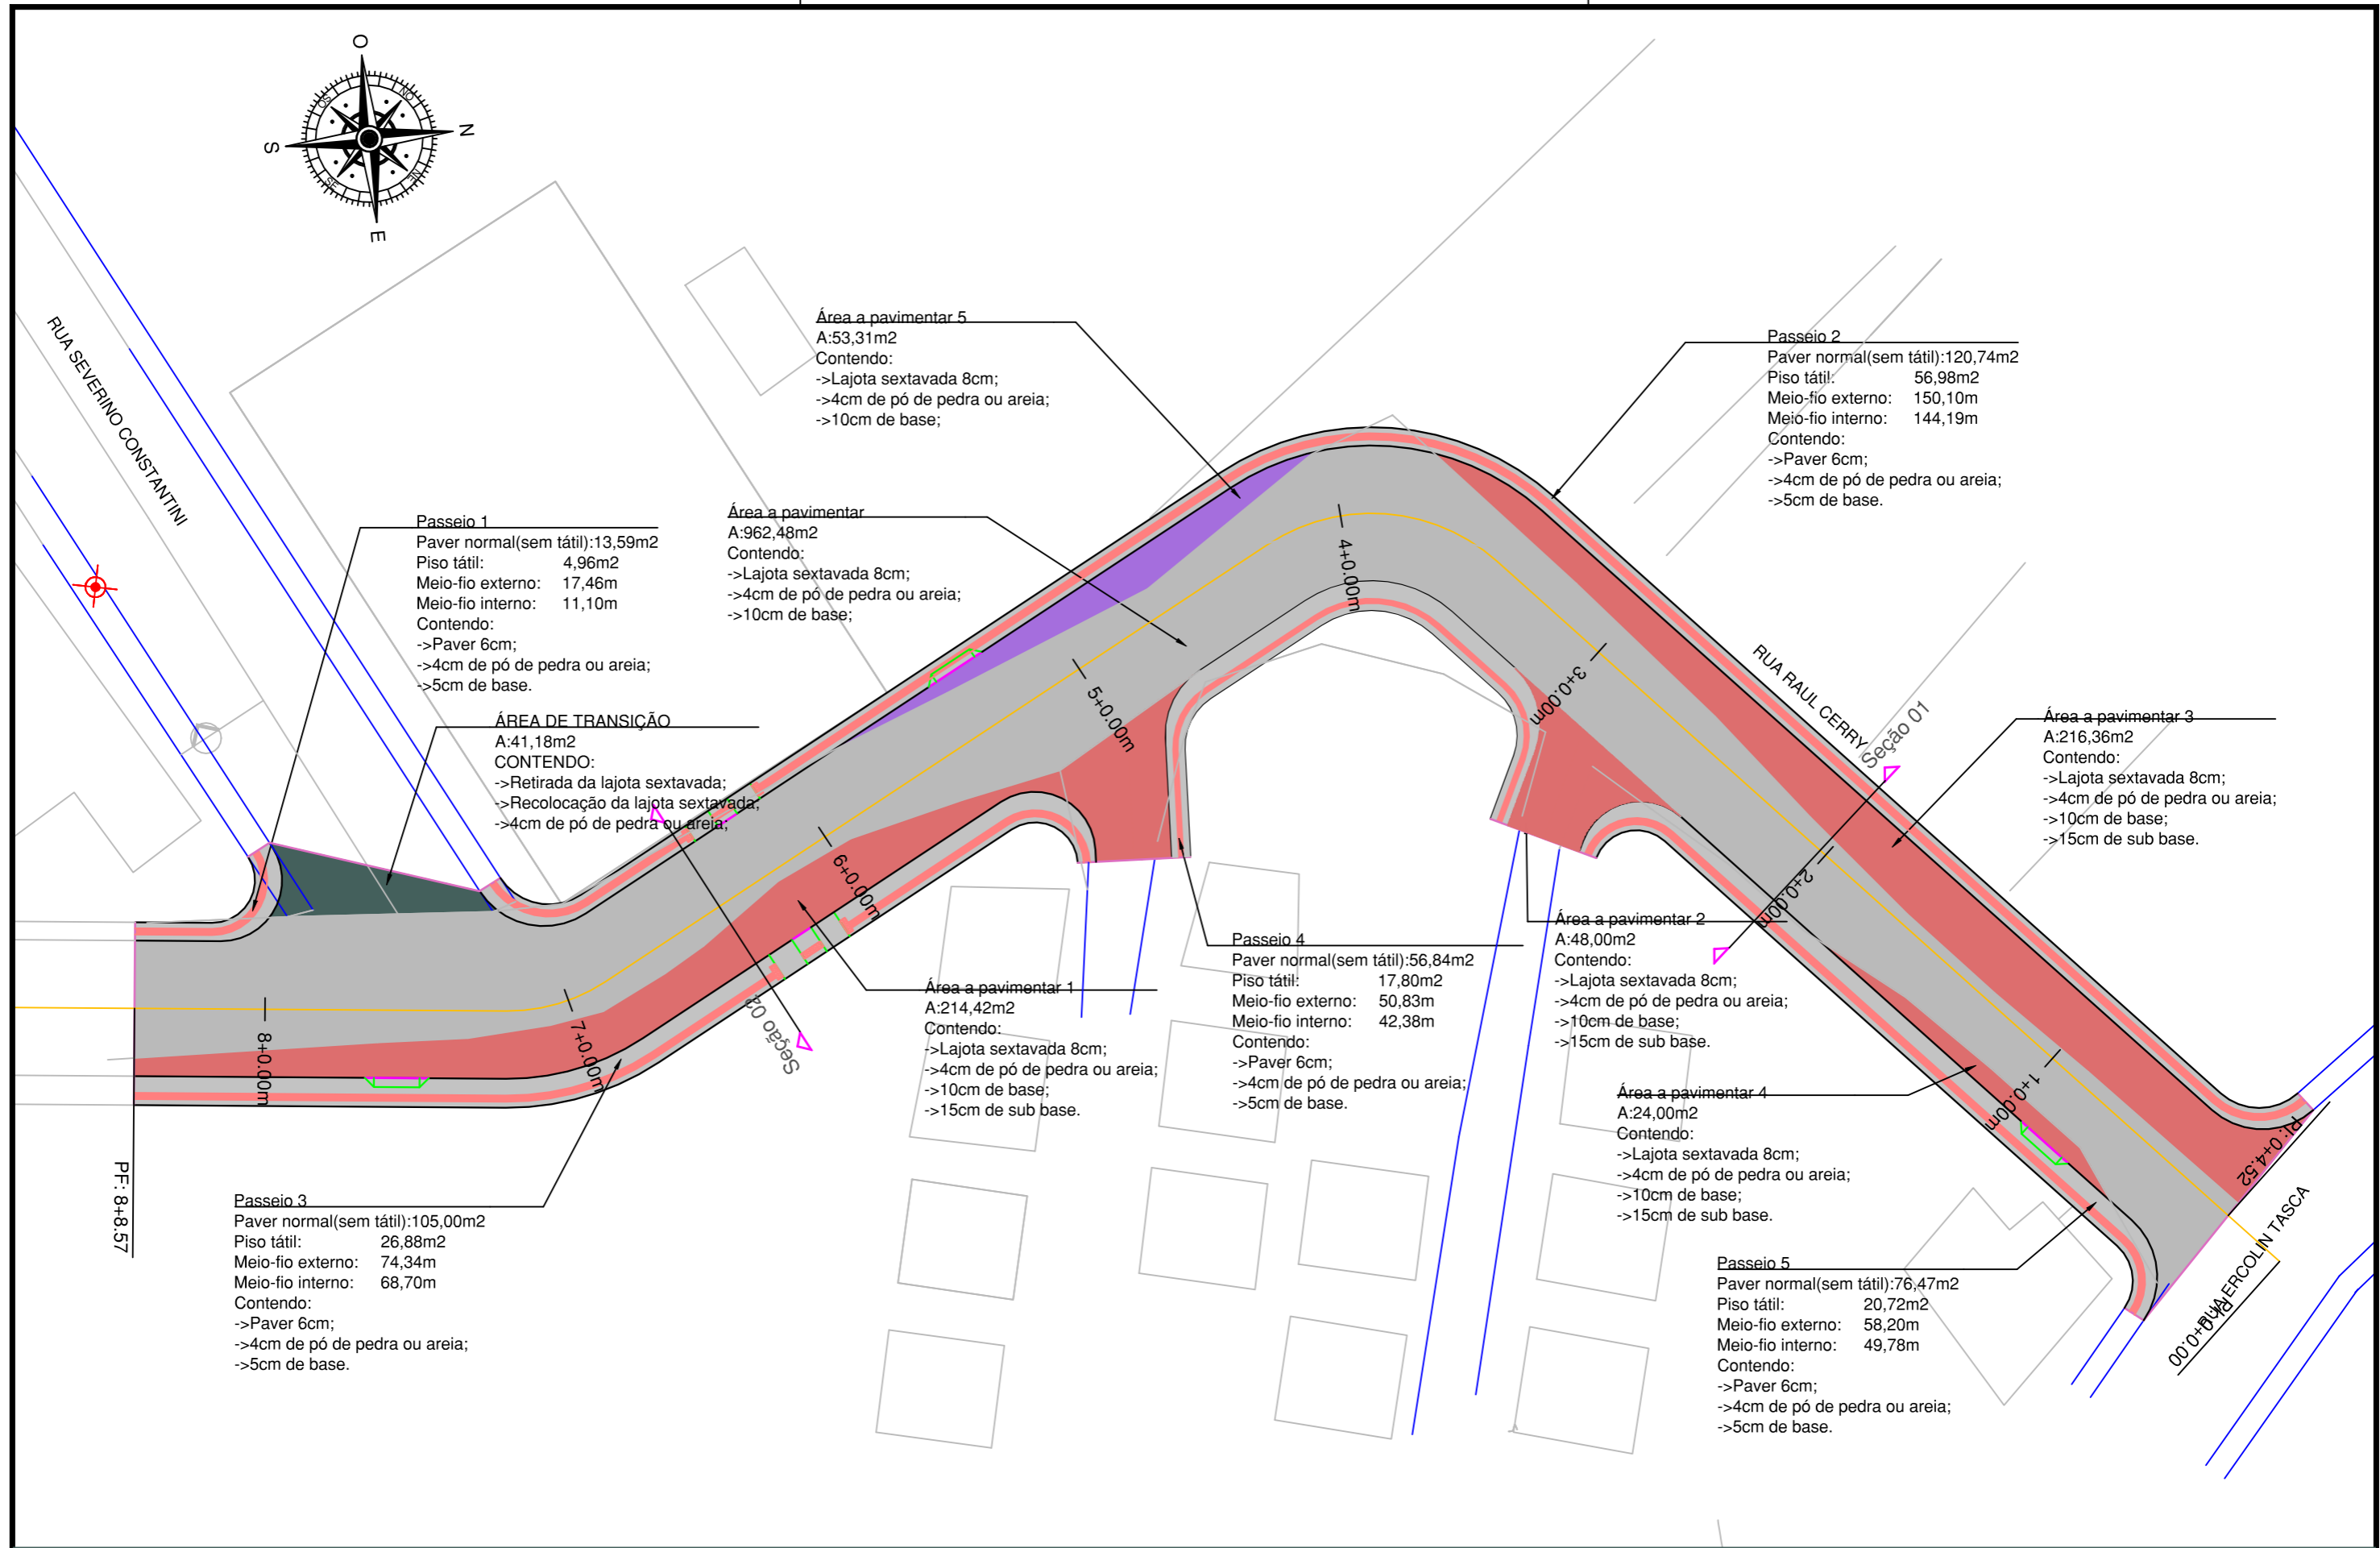 O
N
S
E
OS
NO
SE
NE
RUA SEVERINO CONSTANTINI
Área a pavimentar 5
A:53,31m2
Contendo:
->Lajota sextavada 8cm;
->4cm de pó de pedra ou areia;
->10cm de base;
Passeio 2
Paver normal(sem tátil):120,74m2
Piso tátil: 56,98m2
Meio-fio externo: 150,10m
Meio-fio interno: 144,19m
Contendo:
->Paver 6cm;
->4cm de pó de pedra ou areia;
->5cm de base.
Área a pavimentar
A:962,48m2
Contendo:
->Lajota sextavada 8cm;
->4cm de pó de pedra ou areia;
->10cm de base;
Passeio 1
Paver normal(sem tátil):13,59m2
Piso tátil: 4,96m2
Meio-fio externo: 17,46m
Meio-fio interno: 11,10m
Contendo:
->Paver 6cm;
->4cm de pó de pedra ou areia;
->5cm de base.
ÁREA DE TRANSIÇÃO
A:41,18m2
CONTENDO:
->Retirada da lajota sextavada;
->Recolocação da lajota sextavada;
->4cm de pó de pedra ou areia;
4+0.00m
3+0.00m
5+0.00m
RUA RAUL CERRY
Seção 01
Área a pavimentar 3
A:216,36m2
Contendo:
->Lajota sextavada 8cm;
->4cm de pó de pedra ou areia;
->10cm de base;
->15cm de sub base.
6+0.00m
2+0.00m
Área a pavimentar 2
A:48,00m2
Contendo:
->Lajota sextavada 8cm;
->4cm de pó de pedra ou areia;
->10cm de base;
->15cm de sub base.
Passeio 4
Paver normal(sem tátil):56,84m2
Piso tátil: 17,80m2
Meio-fio externo: 50,83m
Meio-fio interno: 42,38m
Contendo:
->Paver 6cm;
->4cm de pó de pedra ou areia;
->5cm de base.
Área a pavimentar 1
A:214,42m2
Contendo:
->Lajota sextavada 8cm;
->4cm de pó de pedra ou areia;
->10cm de base;
->15cm de sub base.
Seção 02
7+0.00m
8+0.00m
1+0.00m
Área a pavimentar 4
A:24,00m2
Contendo:
->Lajota sextavada 8cm;
->4cm de pó de pedra ou areia;
->10cm de base;
->15cm de sub base.
PI: 0+4.52
PF: 8+8.57
Passeio 3
Paver normal(sem tátil):105,00m2
Piso tátil: 26,88m2
Meio-fio externo: 74,34m
Meio-fio interno: 68,70m
Contendo:
->Paver 6cm;
->4cm de pó de pedra ou areia;
->5cm de base.
RUA ERCOLIN TASCA
Passeio 5
Paver normal(sem tátil):76,47m2
Piso tátil: 20,72m2
Meio-fio externo: 58,20m
Meio-fio interno: 49,78m
Contendo:
->Paver 6cm;
->4cm de pó de pedra ou areia;
->5cm de base.
0+0.00